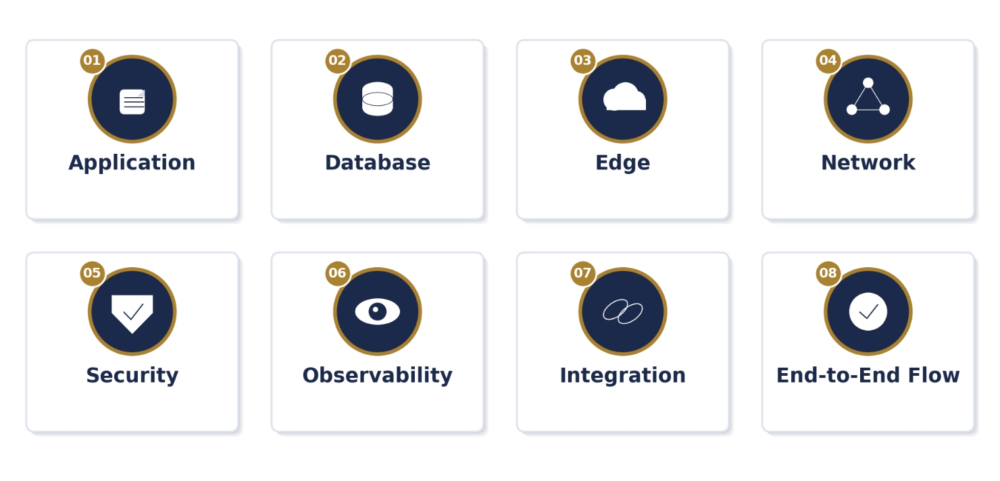 01
Application
02
Database
03
Edge
04
Network
05
Security
06
Observability
07
Integration
08
End-to-End Flow